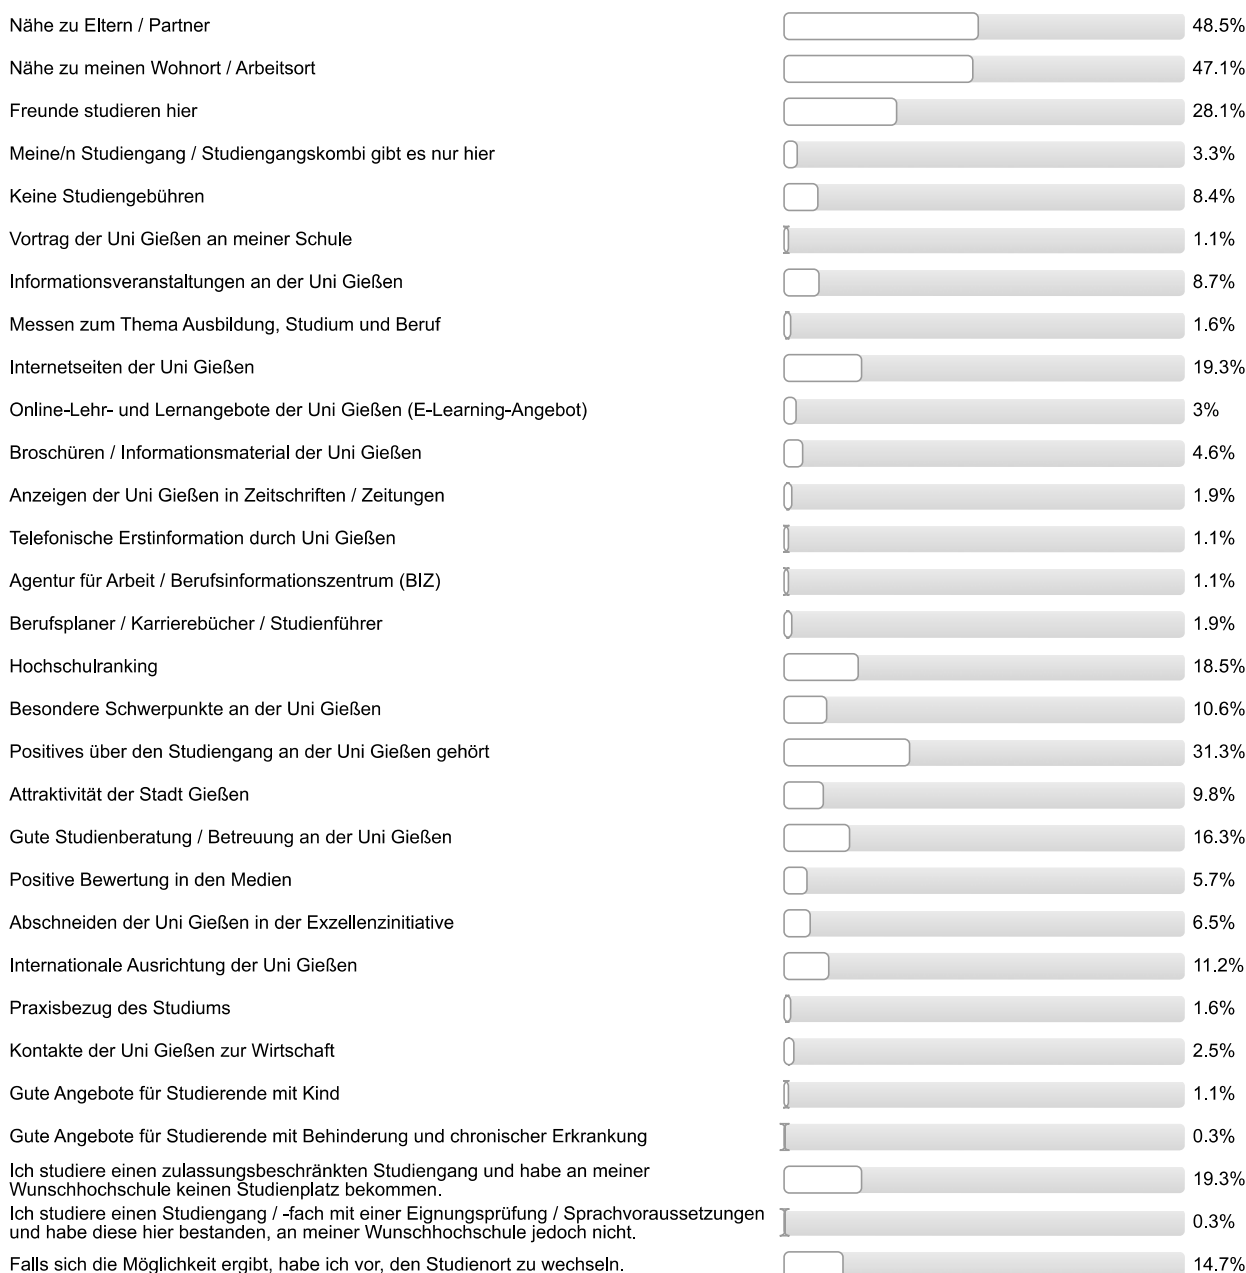 Nähe zu Eltern / Partner 48.5%
Nähe zu meinen Wohnort / Arbeitsort 47.1%
Freunde studieren hier 28.1%
Meine/n Studiengang / Studiengangskombi gibt es nur hier 3.3%
Keine Studiengebühren 8.4%
Vortrag der Uni Gießen an meiner Schule 1.1%
Informationsveranstaltungen an der Uni Gießen 8.7%
Messen zum Thema Ausbildung, Studium und Beruf 1.6%
Internetseiten der Uni Gießen 19.3%
Online-Lehr- und Lernangebote der Uni Gießen (E-Learning-Angebot) 3%
Broschüren / Informationsmaterial der Uni Gießen 4.6%
Anzeigen der Uni Gießen in Zeitschriften / Zeitungen 1.9%
Telefonische Erstinformation durch Uni Gießen 1.1%
Agentur für Arbeit / Berufsinformationszentrum (BIZ) 1.1%
Berufsplaner / Karrierebücher / Studienführer 1.9%
Hochschulranking 18.5%
Besondere Schwerpunkte an der Uni Gießen 10.6%
Positives über den Studiengang an der Uni Gießen gehört 31.3%
Attraktivität der Stadt Gießen 9.8%
Gute Studienberatung / Betreuung an der Uni Gießen 16.3%
Positive Bewertung in den Medien 5.7%
Abschneiden der Uni Gießen in der Exzellenzinitiative 6.5%
Internationale Ausrichtung der Uni Gießen 11.2%
Praxisbezug des Studiums 1.6%
Kontakte der Uni Gießen zur Wirtschaft 2.5%
Gute Angebote für Studierende mit Kind 1.1%
Gute Angebote für Studierende mit Behinderung und chronischer Erkrankung 0.3%
Ich studiere einen zulassungsbeschränkten Studiengang und habe an meiner
Wunschhochschule keinen Studienplatz bekommen. 19.3%
Ich studiere einen Studiengang / -fach mit einer Eignungsprüfung / Sprachvoraussetzungen
und habe diese hier bestanden, an meiner Wunschhochschule jedoch nicht. 0.3%
Falls sich die Möglichkeit ergibt, habe ich vor, den Studienort zu wechseln. 14.7%